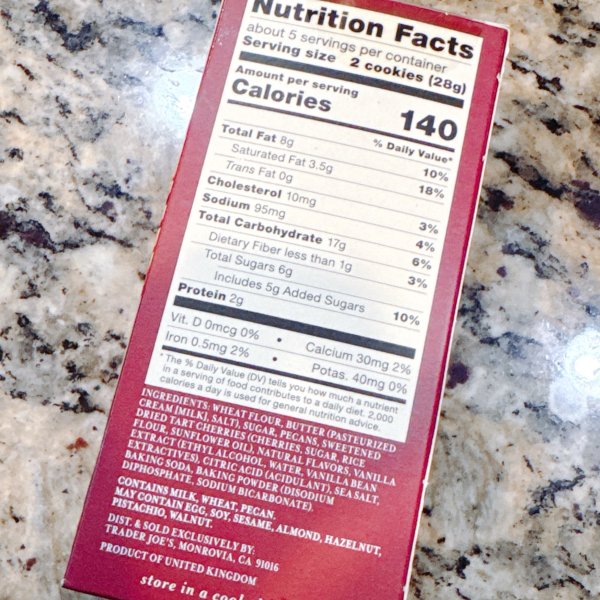 Nutrition Facts
about 5 servings per container
Serving size 2 cookies (28g)
Amount per serving
Calories 140
% Daily Value*
Total Fat 8g 10%
Saturated Fat 3.5g 18%
Trans Fat 0g
Cholesterol 10mg 3%
Sodium 95mg 4%
Total Carbohydrate 17g 6%
Dietary Fiber less than 1g 3%
Total Sugars 6g
Includes 5g Added Sugars 10%
Protein 2g
Vit. D 0mcg 0% • Calcium 30mg 2%
Iron 0.5mg 2% • Potas. 40mg 0%
* The % Daily Value (DV) tells you how much a nutrient
in a serving of food contributes to a daily diet. 2,000
calories a day is used for general nutrition advice.
INGREDIENTS: WHEAT FLOUR, BUTTER (PASTEURIZED
CREAM [MILK], SALT), SUGAR, PECANS, SWEETENED
DRIED TART CHERRIES (CHERRIES, SUGAR, RICE
FLOUR, SUNFLOWER OIL), NATURAL FLAVORS, VANILLA
EXTRACT (ETHYL ALCOHOL, WATER, VANILLA BEAN
EXTRACTIVES), CITRIC ACID (ACIDULANT), SEA SALT,
BAKING SODA, BAKING POWDER (DISODIUM
DIPHOSPHATE, SODIUM BICARBONATE).
CONTAINS MILK, WHEAT, PECAN.
MAY CONTAIN EGG, SOY, SESAME, ALMOND, HAZELNUT,
PISTACHIO, WALNUT.
DIST. & SOLD EXCLUSIVELY BY:
TRADER JOE'S, MONROVIA, CA 91016
PRODUCT OF UNITED KINGDOM
store in a